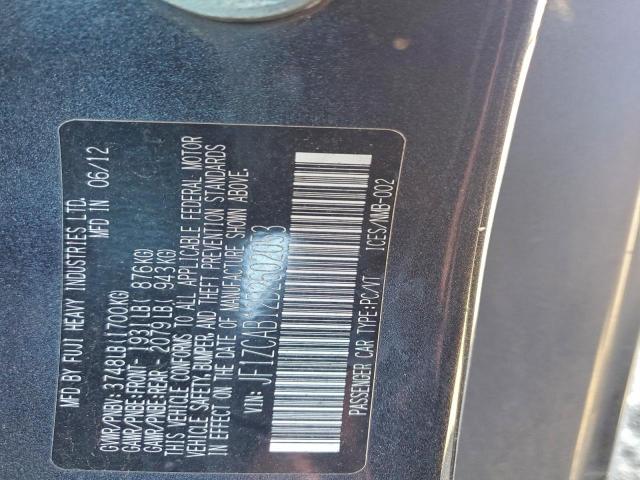 MFD BY FUJI HEAVY INDUSTRIES LTD.
MFD IN 06/12
GVWR/PNBV: 3748LB(1700KG)
GAWR/PNBE:FRONT- 1931LB( 876KG)
GAWR/PNBE:REAR- 2079LB( 943KG)
THIS VEHICLE CONFORMS TO ALL APPLICABLE FEDERAL MOTOR
VEHICLE SAFETY, BUMPER, AND THEFT PREVENTION STANDARDS
IN EFFECT ON THE DATE OF MANUFACTURE SHOWN ABOVE.
VIN:
PASSENGER CAR TYPE:PC/VT ICES/NMB-002